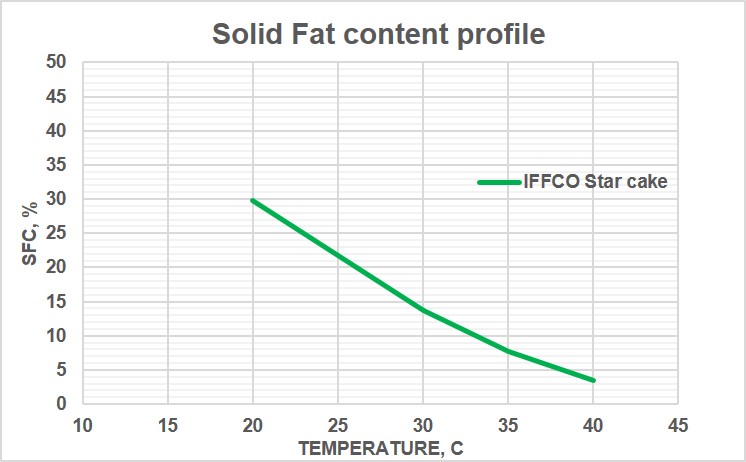 Solid Fat content profile
50
45
40
35
30
25
20
15
10
5
0
SFC, %
IFFCO Star cake
10 15 20 25 30 35 40 45
TEMPERATURE, C